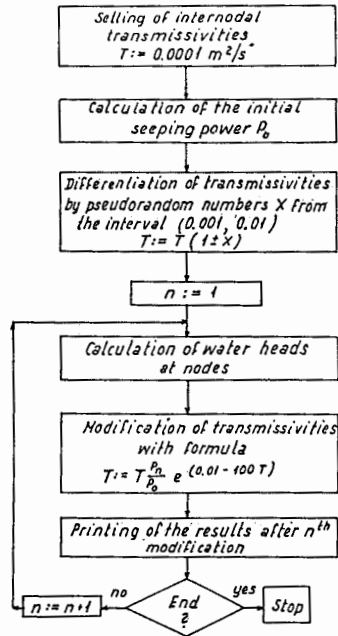 Selling of internodal
transmissivities
T:= 0.0001 m²/s
Calculation of the initial
seeping power P₀
Differentiation of transmissivities
by pseudorandom numbers X from
the interval (0.001, 0.01)
T:= T (1±X)
n := 1
Calculation of water heads
at nodes
Modification of transmissivities
with formula
T:= T Pₙ/P₀ e^-(0.01-100 T)
Printing of the results after nth
modification
no
yes
n:= n+1
End
?
Stop